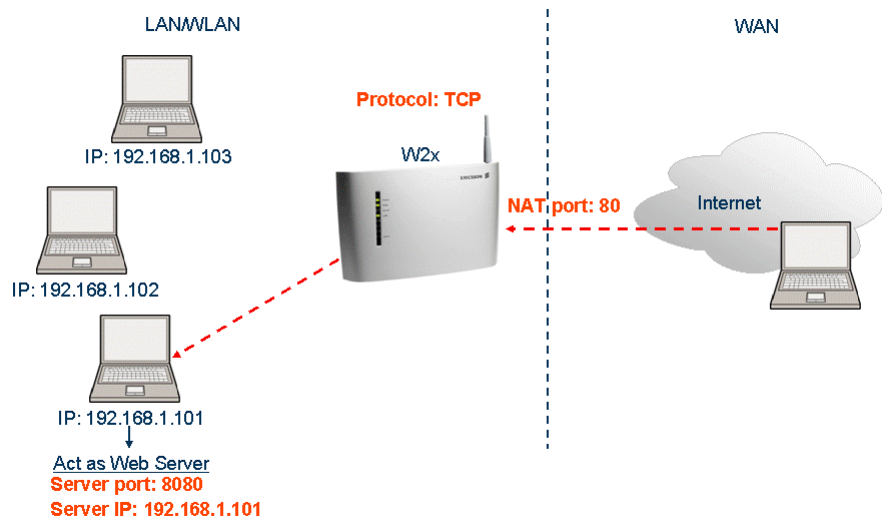 LAN/WLAN
WAN
Protocol: TCP
IP: 192.168.1.103
W2x
ERICSSON
NAT port: 80
Internet
IP: 192.168.1.102
IP: 192.168.1.101
Act as Web Server
Server port: 8080
Server IP: 192.168.1.101